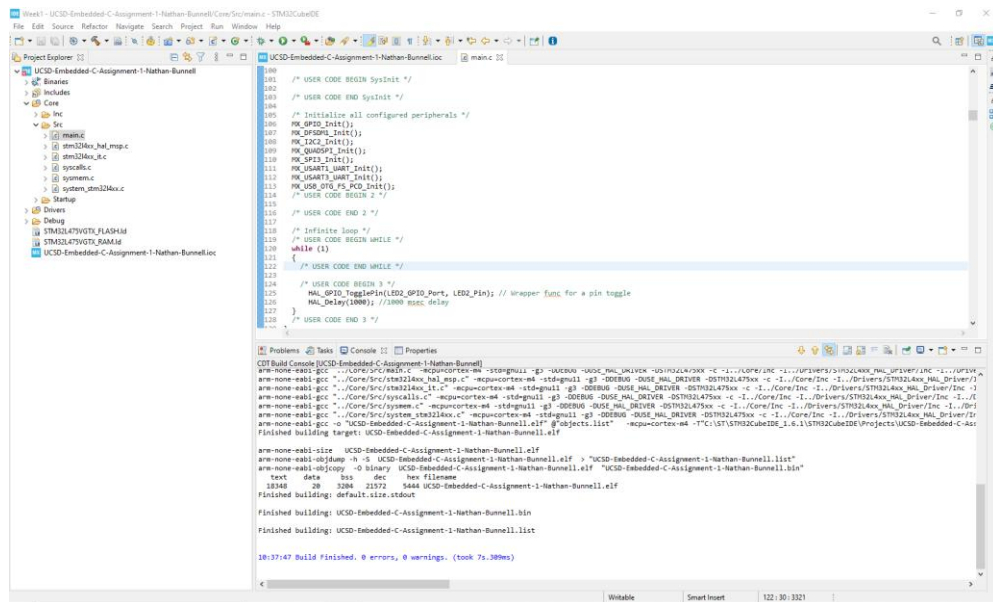 Week1 - UCSD-Embedded-C-Assignment-1-Nathan-Bunnell/Core/Src/main.c - STM32CubeIDE
File Edit Source Refactor Navigate Search Project Run Window Help
Project Explorer
UCSD-Embedded-C-Assignment-1-Nathan-Bunnell
Binaries
Includes
Core
Inc
Src
main.c
stm32l4xx_hal_msp.c
stm32l4xx_it.c
syscalls.c
sysmem.c
system_stm32l4xx.c
Startup
Drivers
Debug
STM32L475VGTX_FLASH.ld
STM32L475VGTX_RAM.ld
UCSD-Embedded-C-Assignment-1-Nathan-Bunnell.ioc
UCSD-Embedded-C-Assignment-1-Nathan-Bunnell.ioc main.c
100
101 /* USER CODE BEGIN SysInit */
102
103 /* USER CODE END SysInit */
104
105 /* Initialize all configured peripherals */
106 MX_GPIO_Init();
107 MX_DFSDM1_Init();
108 MX_I2C2_Init();
109 MX_QUADSPI_Init();
110 MX_SPI3_Init();
111 MX_USART1_UART_Init();
112 MX_USART3_UART_Init();
113 MX_USB_OTG_FS_PCD_Init();
114 /* USER CODE BEGIN 2 */
115
116 /* USER CODE END 2 */
117
118 /* Infinite loop */
119 /* USER CODE BEGIN WHILE */
120 while (1)
121 {
122 /* USER CODE END WHILE */
123
124 /* USER CODE BEGIN 3 */
125 HAL_GPIO_TogglePin(LED2_GPIO_Port, LED2_Pin); // Wrapper func for a pin toggle
126 HAL_Delay(1000); //1000 msec delay
127 }
128 /* USER CODE END 3 */
Problems Tasks Console Properties
CDT Build Console [UCSD-Embedded-C-Assignment-1-Nathan-Bunnell]
arm-none-eabi-gcc "../Core/Src/main.c" -mcpu=cortex-m4 -std=gnu11 -g3 -DDEBUG -DUSE_HAL_DRIVER -DSTM32L475xx -c -I../Core/Inc -I../Drivers/STM32L4xx_HAL_Driver/Inc
arm-none-eabi-gcc "../Core/Src/stm32l4xx_hal_msp.c" -mcpu=cortex-m4 -std=gnu11 -g3 -DDEBUG -DUSE_HAL_DRIVER -DSTM32L475xx -c -I../Core/Inc -I../Drivers/STM32L4xx_HAL_Driver/
arm-none-eabi-gcc "../Core/Src/stm32l4xx_it.c" -mcpu=cortex-m4 -std=gnu11 -g3 -DDEBUG -DUSE_HAL_DRIVER -DSTM32L475xx -c -I../Core/Inc -I../Drivers/STM32L4xx_HAL_Driver/Inc
arm-none-eabi-gcc "../Core/Src/syscalls.c" -mcpu=cortex-m4 -std=gnu11 -g3 -DDEBUG -DUSE_HAL_DRIVER -DSTM32L475xx -c -I../Core/Inc -I../Drivers/STM32L4xx_HAL_Driver/Inc
arm-none-eabi-gcc "../Core/Src/sysmem.c" -mcpu=cortex-m4 -std=gnu11 -g3 -DDEBUG -DUSE_HAL_DRIVER -DSTM32L475xx -c -I../Core/Inc -I../Drivers/STM32L4xx_HAL_Driver/Inc
arm-none-eabi-gcc "../Core/Src/system_stm32l4xx.c" -mcpu=cortex-m4 -std=gnu11 -g3 -DDEBUG -DUSE_HAL_DRIVER -DSTM32L475xx -c -I../Core/Inc -I../Drivers/STM32L4xx_HAL_Driver/
arm-none-eabi-gcc -o "UCSD-Embedded-C-Assignment-1-Nathan-Bunnell.elf" @"objects.list" -mcpu=cortex-m4 -T"C:\ST\STM32CubeIDE_1.6.1\STM32CubeIDE\Projects\UCSD-Embedded-C-
Finished building target: UCSD-Embedded-C-Assignment-1-Nathan-Bunnell.elf
arm-none-eabi-size UCSD-Embedded-C-Assignment-1-Nathan-Bunnell.elf
arm-none-eabi-objdump -h -S UCSD-Embedded-C-Assignment-1-Nathan-Bunnell.elf > "UCSD-Embedded-C-Assignment-1-Nathan-Bunnell.list"
arm-none-eabi-objcopy -O binary UCSD-Embedded-C-Assignment-1-Nathan-Bunnell.elf "UCSD-Embedded-C-Assignment-1-Nathan-Bunnell.bin"
text data bss dec hex filename
18348 20 3204 21572 5444 UCSD-Embedded-C-Assignment-1-Nathan-Bunnell.elf
Finished building: default.size.stdout
Finished building: UCSD-Embedded-C-Assignment-1-Nathan-Bunnell.bin
Finished building: UCSD-Embedded-C-Assignment-1-Nathan-Bunnell.list
10:37:47 Build Finished. 0 errors, 0 warnings. (took 7s.309ms)
Writable Smart Insert 122 : 30 : 3321